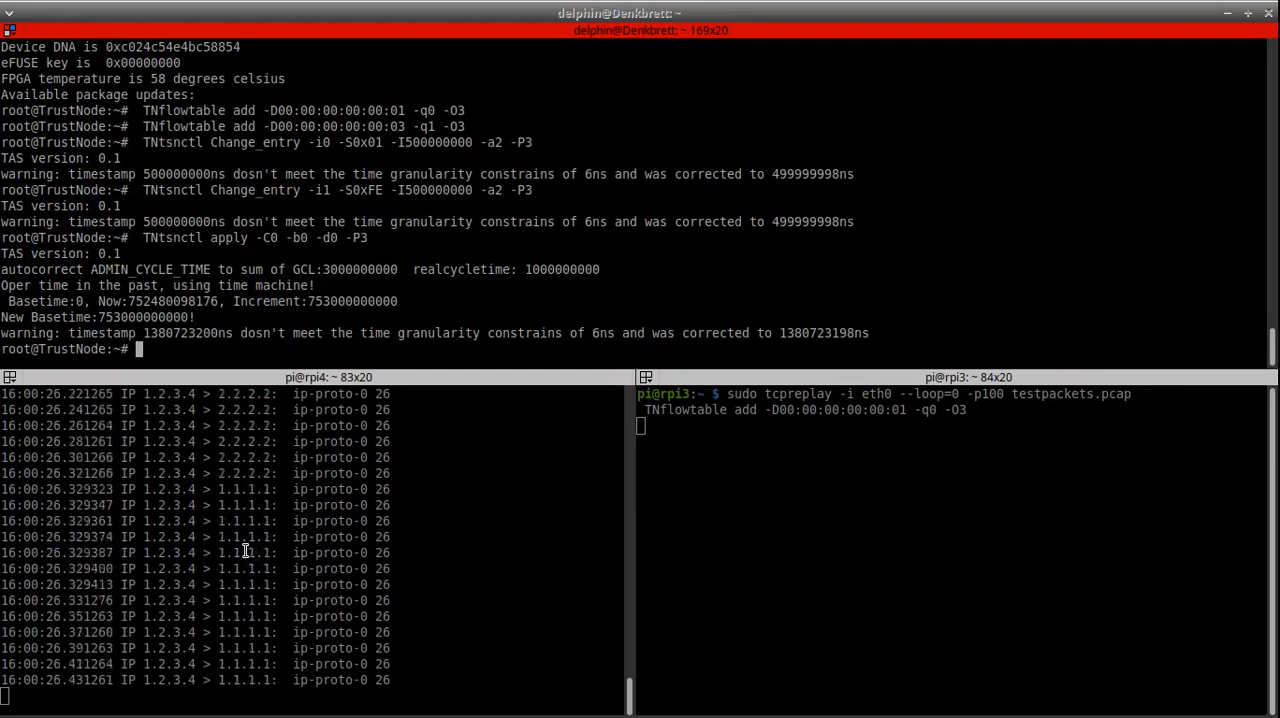 delphin@Denkbrett: ~
delphin@Denkbrett: ~ 169x20
Device DNA is 0xc024c54e4bc58854
eFUSE key is  0x00000000
FPGA temperature is 58 degrees celsius
Available package updates:
root@TrustNode:~#  TNflowtable add -D00:00:00:00:00:01 -q0 -O3
root@TrustNode:~#  TNflowtable add -D00:00:00:00:00:03 -q1 -O3
root@TrustNode:~#  TNtsnctl Change_entry -i0 -S0x01 -I500000000 -a2 -P3
TAS version: 0.1
warning: timestamp 500000000ns dosn't meet the time granularity constrains of 6ns and was corrected to 499999998ns
root@TrustNode:~#  TNtsnctl Change_entry -i1 -S0xFE -I500000000 -a2 -P3
TAS version: 0.1
warning: timestamp 500000000ns dosn't meet the time granularity constrains of 6ns and was corrected to 499999998ns
root@TrustNode:~#  TNtsnctl apply -C0 -b0 -d0 -P3
TAS version: 0.1
autocorrect ADMIN_CYCLE_TIME to sum of GCL:3000000000  realcycletime: 1000000000
Oper time in the past, using time machine!
 Basetime:0, Now:752480098176, Increment:753000000000
New Basetime:753000000000!
warning: timestamp 1380723200ns dosn't meet the time granularity constrains of 6ns and was corrected to 1380723198ns
root@TrustNode:~#
pi@rpi4: ~ 83x20
16:00:26.221265 IP 1.2.3.4 > 2.2.2.2:  ip-proto-0 26
16:00:26.241265 IP 1.2.3.4 > 2.2.2.2:  ip-proto-0 26
16:00:26.261264 IP 1.2.3.4 > 2.2.2.2:  ip-proto-0 26
16:00:26.281261 IP 1.2.3.4 > 2.2.2.2:  ip-proto-0 26
16:00:26.301266 IP 1.2.3.4 > 2.2.2.2:  ip-proto-0 26
16:00:26.321266 IP 1.2.3.4 > 2.2.2.2:  ip-proto-0 26
16:00:26.329323 IP 1.2.3.4 > 1.1.1.1:  ip-proto-0 26
16:00:26.329347 IP 1.2.3.4 > 1.1.1.1:  ip-proto-0 26
16:00:26.329361 IP 1.2.3.4 > 1.1.1.1:  ip-proto-0 26
16:00:26.329374 IP 1.2.3.4 > 1.1.1.1:  ip-proto-0 26
16:00:26.329387 IP 1.2.3.4 > 1.1.1.1:  ip-proto-0 26
16:00:26.329400 IP 1.2.3.4 > 1.1.1.1:  ip-proto-0 26
16:00:26.329413 IP 1.2.3.4 > 1.1.1.1:  ip-proto-0 26
16:00:26.331276 IP 1.2.3.4 > 1.1.1.1:  ip-proto-0 26
16:00:26.351263 IP 1.2.3.4 > 1.1.1.1:  ip-proto-0 26
16:00:26.371260 IP 1.2.3.4 > 1.1.1.1:  ip-proto-0 26
16:00:26.391263 IP 1.2.3.4 > 1.1.1.1:  ip-proto-0 26
16:00:26.411264 IP 1.2.3.4 > 1.1.1.1:  ip-proto-0 26
16:00:26.431261 IP 1.2.3.4 > 1.1.1.1:  ip-proto-0 26
pi@rpi3: ~ 84x20
pi@rpi3:~ $ sudo tcpreplay -i eth0 --loop=0 -p100 testpackets.pcap
 TNflowtable add -D00:00:00:00:00:01 -q0 -O3